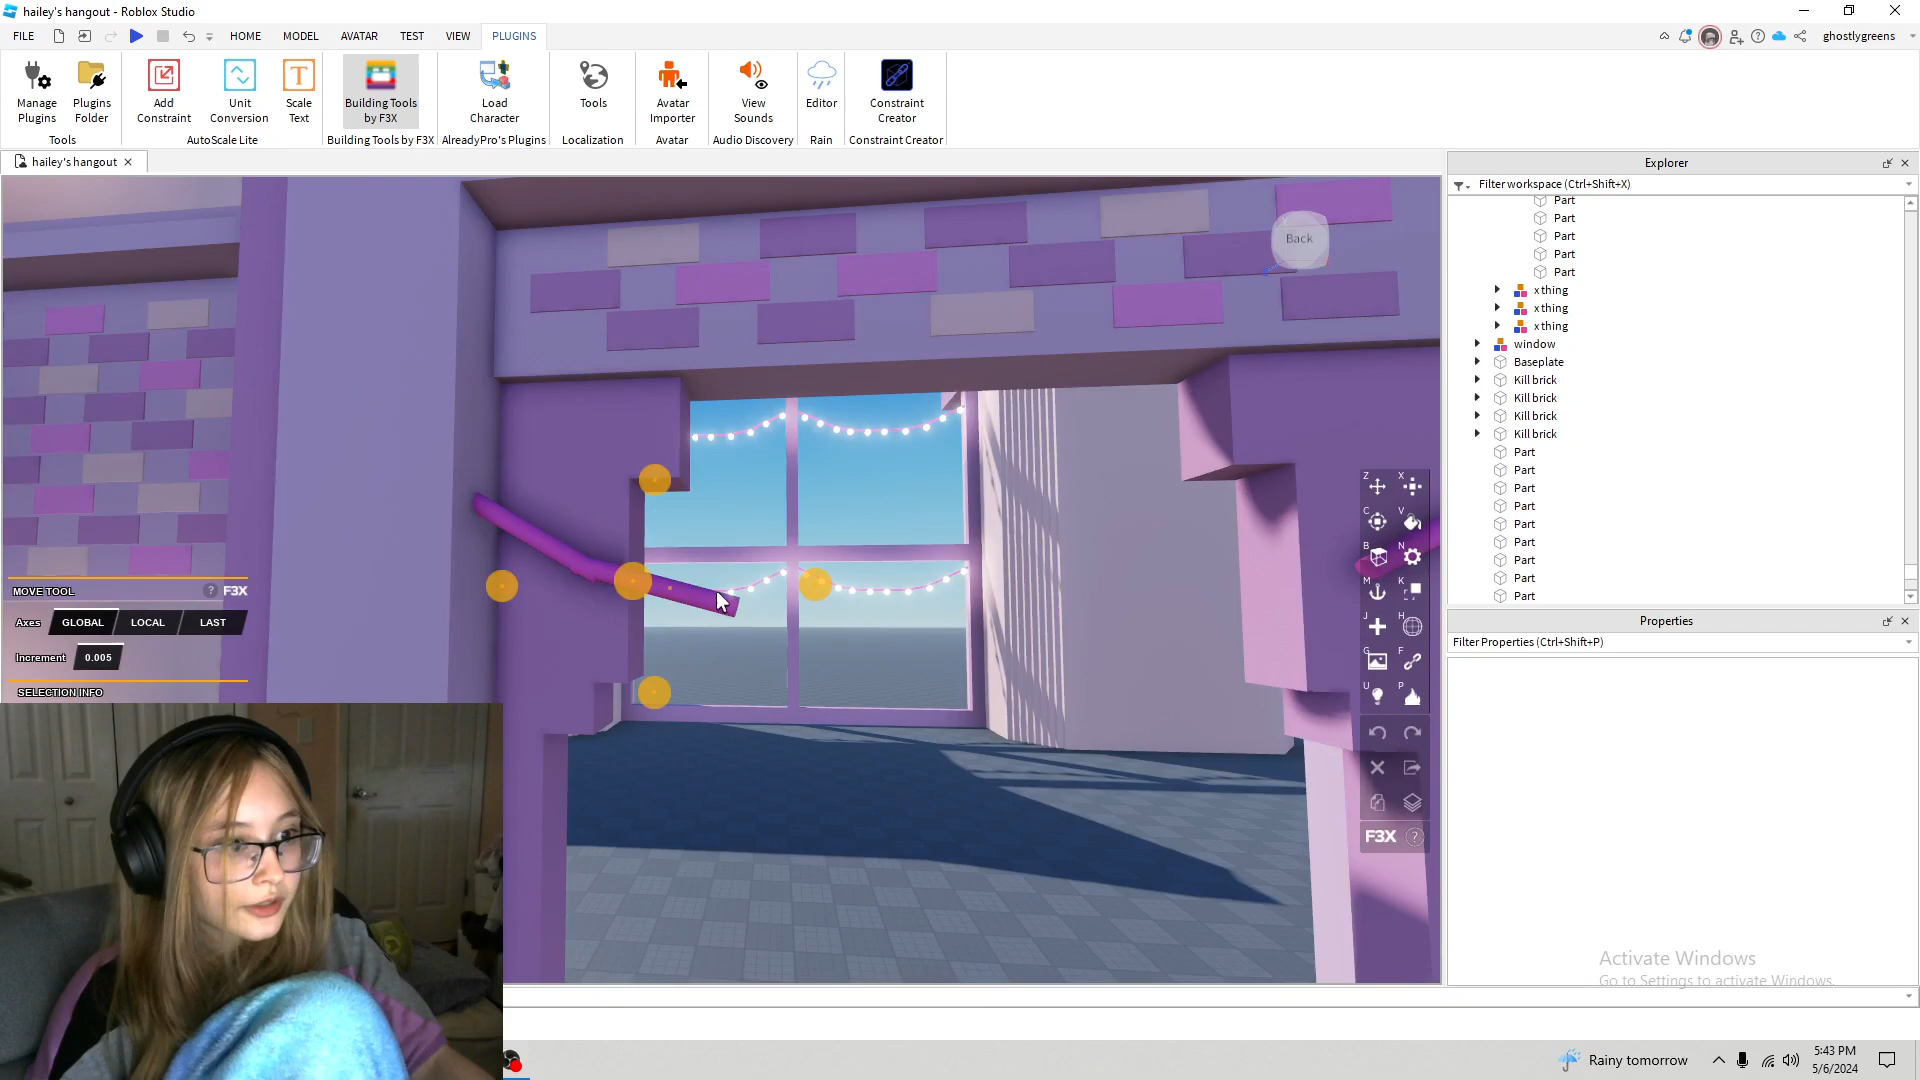 hailey's hangout - Roblox Studio
FILE
HOME
MODEL
AVATAR
TEST
VIEW
PLUGINS
ghostlygreens
Manage Plugins
Plugins Folder
Add Constraint
Unit Conversion
Scale Text
Building Tools by F3X
Load Character
Tools
Avatar Importer
View Sounds
Editor
Constraint Creator
Tools
AutoScale Lite
Building Tools by F3X
AlreadyPro's Plugins
Localization
Avatar
Audio Discovery
Rain
Constraint Creator
hailey's hangout
Explorer
Filter workspace (Ctrl+Shift+X)
Part
Part
Part
Part
Part
x thing
x thing
x thing
window
Baseplate
Kill brick
Kill brick
Kill brick
Kill brick
Part
Part
Part
Part
Part
Part
Part
Part
Part
Properties
Filter Properties (Ctrl+Shift+P)
Back
Z X
C V
B N
M K
J H
G F
U P
F3X ?
MOVE TOOL ? F3X
Axes GLOBAL LOCAL LAST
Increment 0.005
SELECTION INFO
Activate Windows
Go to Settings to activate Windows.
Rainy tomorrow
5:43 PM
5/6/2024